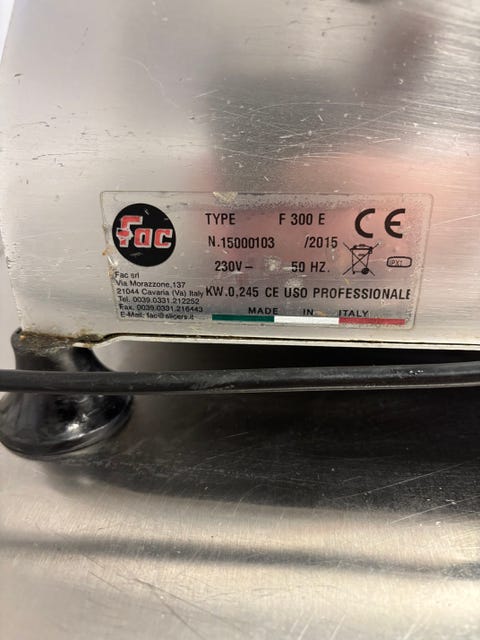 Fac
TYPE F 300 E CE
N.15000103 /2015
230V~ 50 HZ. IPX1
KW.0,245 CE USO PROFESSIONALE
MADE IN ITALY
Fac srl
Via Morazzone,137
21044 Cavaria (Va) Italy
Tel. 0039.0331.212252
Fax. 0039.0331.216443
E-Mail: fac@slicers.it